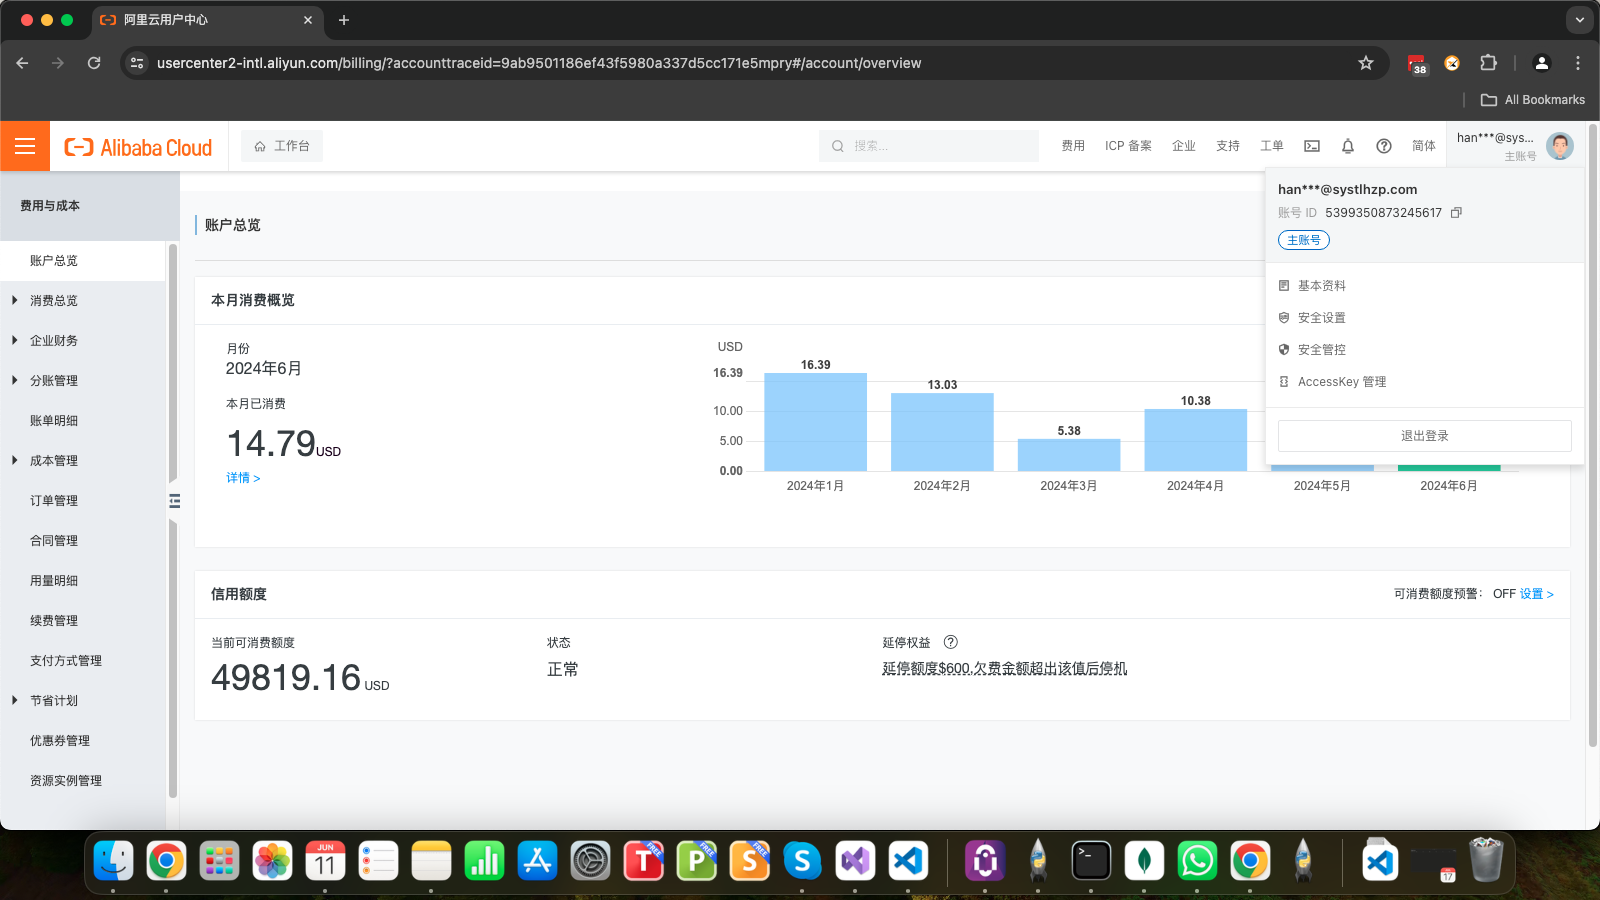 阿里云用户中心
usercenter2-intl.aliyun.com/billing/?accounttraceid=9ab9501186ef43f5980a337d5cc171e5mpry#/account/overview
38
All Bookmarks
Alibaba Cloud
工作台
搜索...
费用
ICP 备案
企业
支持
工单
简体
han***@sys...
主账号
han***@systlhzp.com
账号 ID 5399350873245617
主账号
基本资料
安全设置
安全管控
AccessKey 管理
退出登录
费用与成本
账户总览
消费总览
企业财务
分账管理
账单明细
成本管理
订单管理
合同管理
用量明细
续费管理
支付方式管理
节省计划
优惠券管理
资源实例管理
账户总览
本月消费概览
月份
2024年6月
本月已消费
14.79USD
详情 >
USD
16.39
10.00
5.00
0.00
16.39
13.03
5.38
10.38
2024年1月
2024年2月
2024年3月
2024年4月
2024年5月
2024年6月
信用额度
可消费额度预警： OFF 设置 >
当前可消费额度
49819.16 USD
状态
正常
延停权益
延停额度$600,欠费金额超出该值后停机
JUN
11
T
FREE
P
FREE
S
FREE
S
17